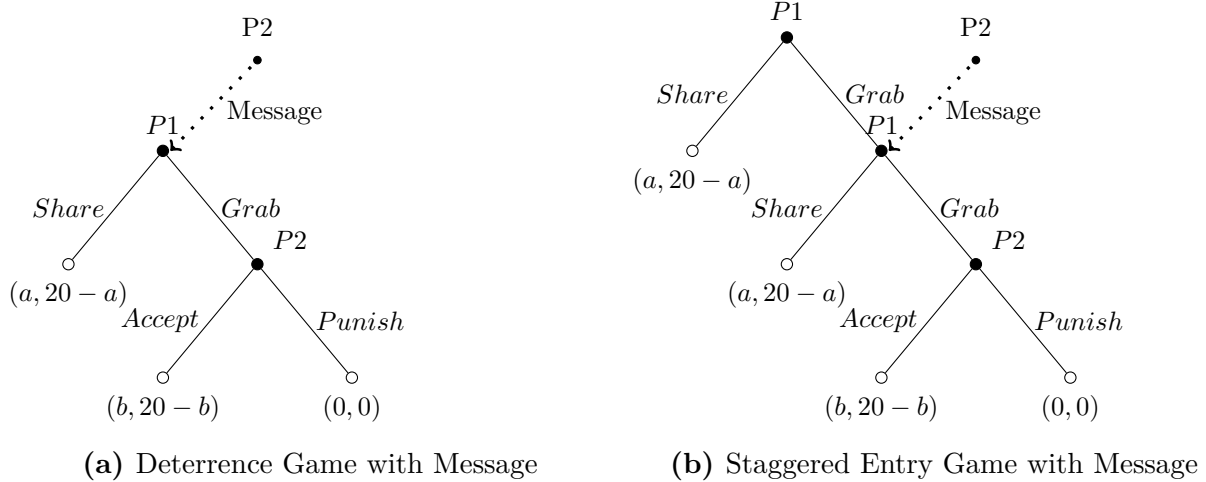 P2
Message
P1
Share
Grab
(a, 20 − a)
P2
Accept
Punish
(b, 20 − b)
(0, 0)
(a) Deterrence Game with Message
P1
P2
Share
Grab
Message
P1
(a, 20 − a)
Share
Grab
(a, 20 − a)
P2
Accept
Punish
(b, 20 − b)
(0, 0)
(b) Staggered Entry Game with Message